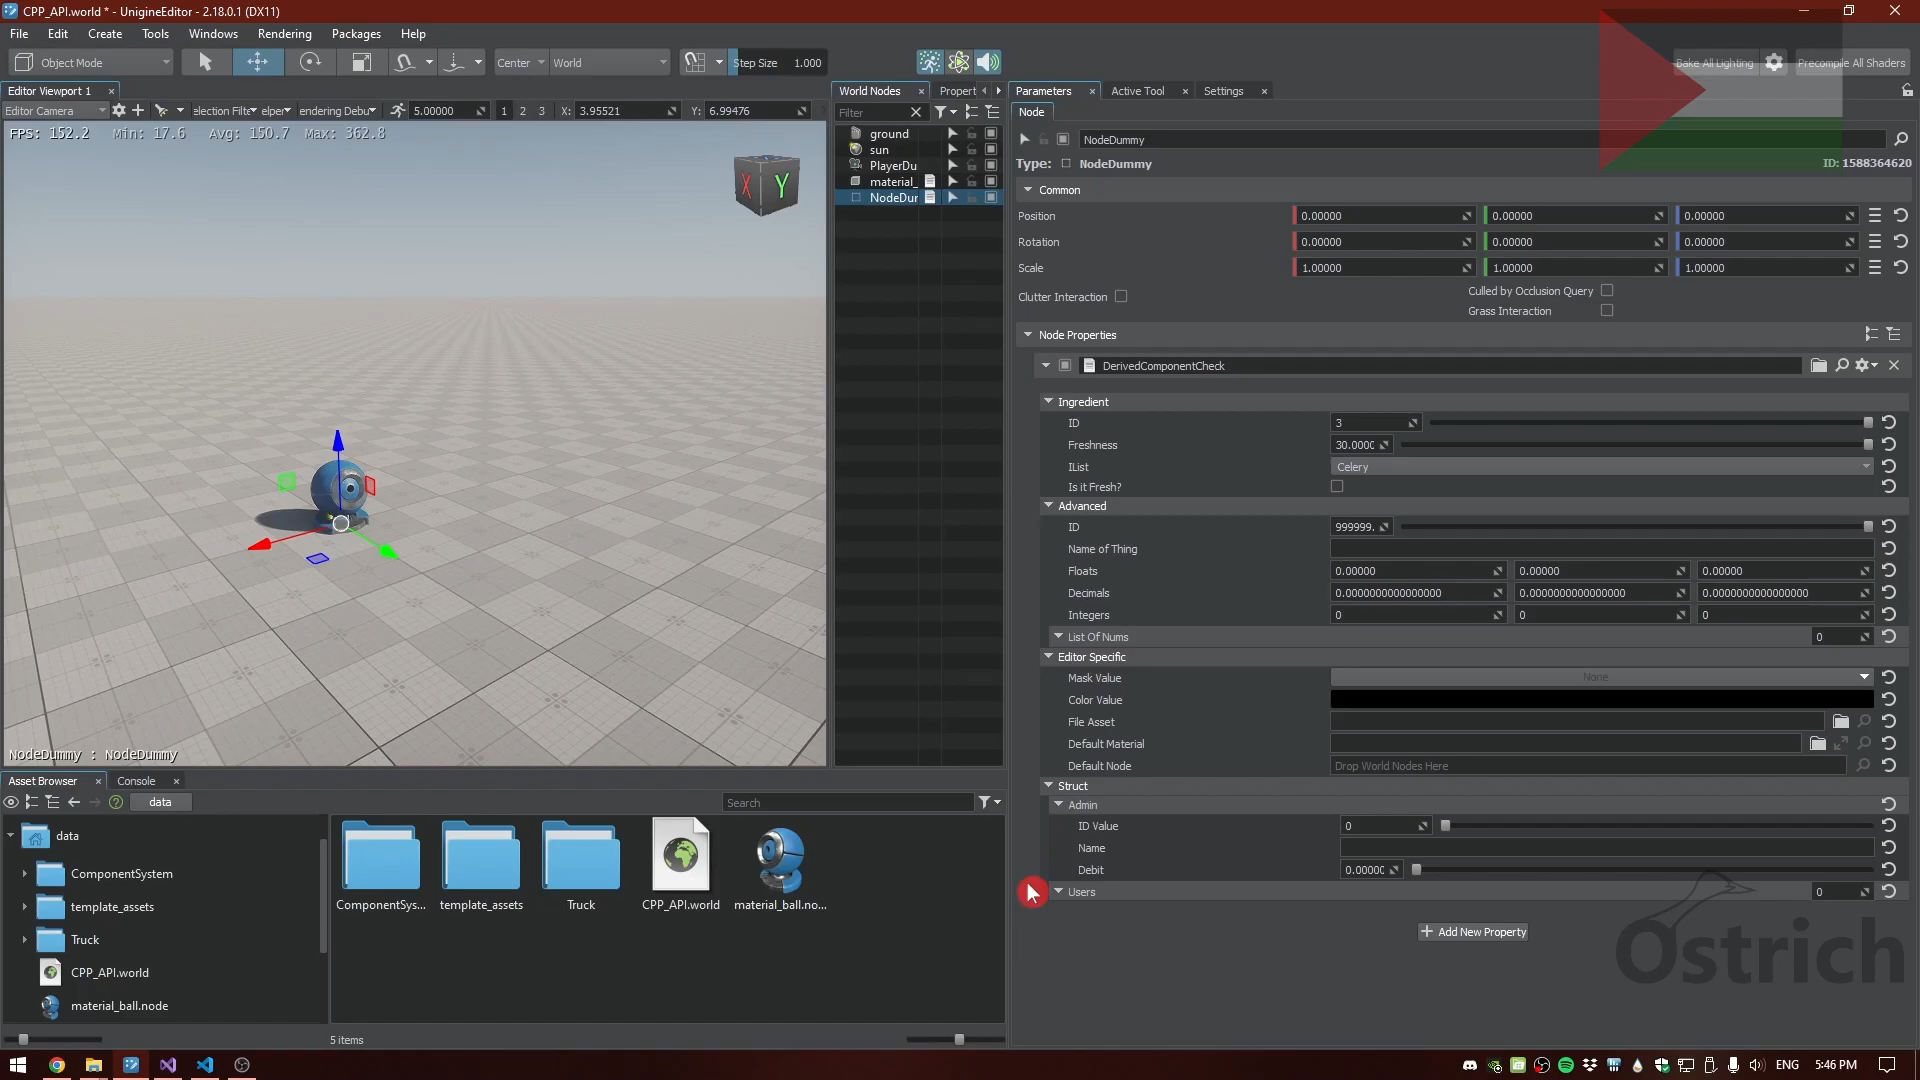 CPP_API.world * - UnigineEditor - 2.18.0.1 (DX11)
File Edit Create Tools Windows Rendering Packages Help
Object Mode Center World Step Size 1.000 Bake All Lighting Precompile All Shaders
Editor Viewport 1 World Nodes Propert Parameters Active Tool Settings
Editor Camera election Filte elper endering Debu 5.00000 1 2 3 X: 3.95521 Y: 6.99476 Filter Node
FPS: 152.2 Min: 17.6 Avg: 150.7 Max: 362.8
X Y
NodeDummy : NodeDummy
ground
sun
PlayerDu
material_
NodeDur
NodeDummy
Type: NodeDummy ID: 1588364620
Common
Position 0.00000 0.00000 0.00000
Rotation 0.00000 0.00000 0.00000
Scale 1.00000 1.00000 1.00000
Clutter Interaction Culled by Occlusion Query
Grass Interaction
Node Properties
DerivedComponentCheck
Ingredient
ID 3
Freshness 30.000(
IList Celery
Is it Fresh?
Advanced
ID 999999.
Name of Thing
Floats 0.00000 0.00000 0.00000
Decimals 0.0000000000000000 0.0000000000000000 0.0000000000000000
Integers 0 0 0
List Of Nums 0
Editor Specific
Mask Value None
Color Value
File Asset
Default Material
Default Node Drop World Nodes Here
Struct
Admin
ID Value 0
Name
Debit 0.0000(
Users 0
Add New Property
Ostrich
Asset Browser Console
data Search
data
ComponentSystem
template_assets
Truck
CPP_API.world
material_ball.node
ComponentSys... template_assets Truck CPP_API.world material_ball.no...
5 items
ENG 5:46 PM